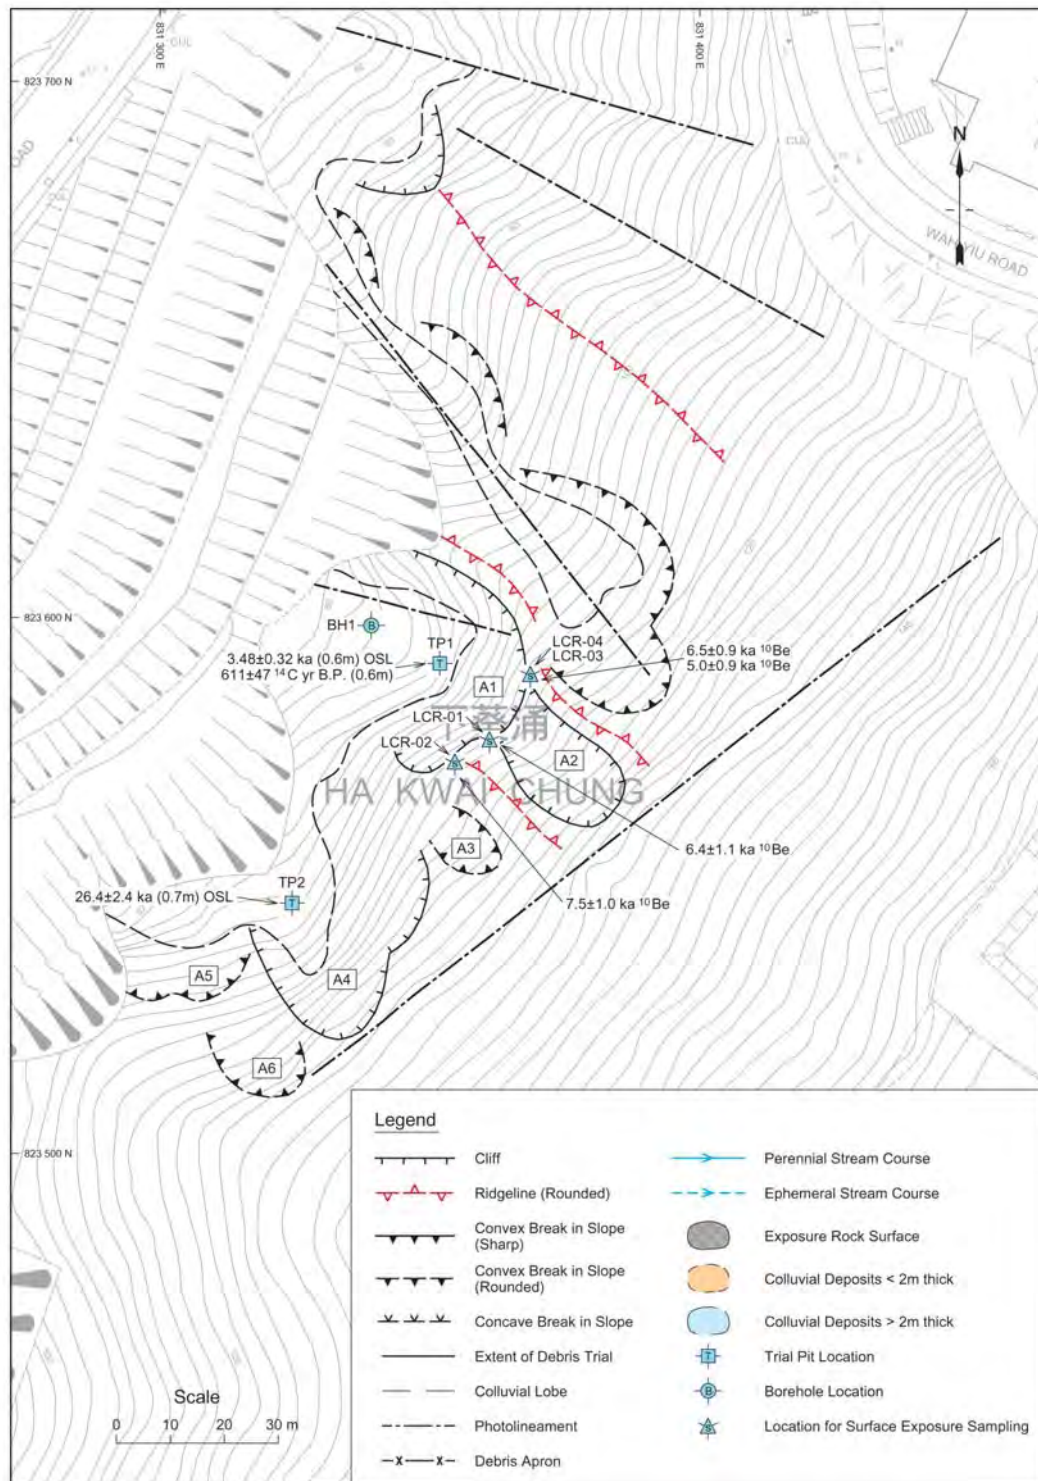 831 300 E
831 400 E
CUL
823 700 N
ROAD
WAH YIU ROAD
N
BH1
TP1
3.48±0.32 ka (0.6m) OSL
611±47 ¹⁴C yr B.P. (0.6m)
823 600 N
LCR-04
LCR-03
6.5±0.9 ka ¹⁰Be
5.0±0.9 ka ¹⁰Be
A1
LCR-01
下葵涌
LCR-02
A2
HA KWAI CHUNG
A3
6.4±1.1 ka ¹⁰Be
TP2
26.4±2.4 ka (0.7m) OSL
7.5±1.0 ka ¹⁰Be
A5
A4
A6
823 500 N
Legend
Cliff
Ridgeline (Rounded)
Convex Break in Slope
(Sharp)
Convex Break in Slope
(Rounded)
Concave Break in Slope
Extent of Debris Trial
Colluvial Lobe
Photolineament
Debris Apron
Perennial Stream Course
Ephemeral Stream Course
Exposure Rock Surface
Colluvial Deposits < 2m thick
Colluvial Deposits > 2m thick
T
Trial Pit Location
B
Borehole Location
S
Location for Surface Exposure Sampling
Scale
0 10 20 30 m